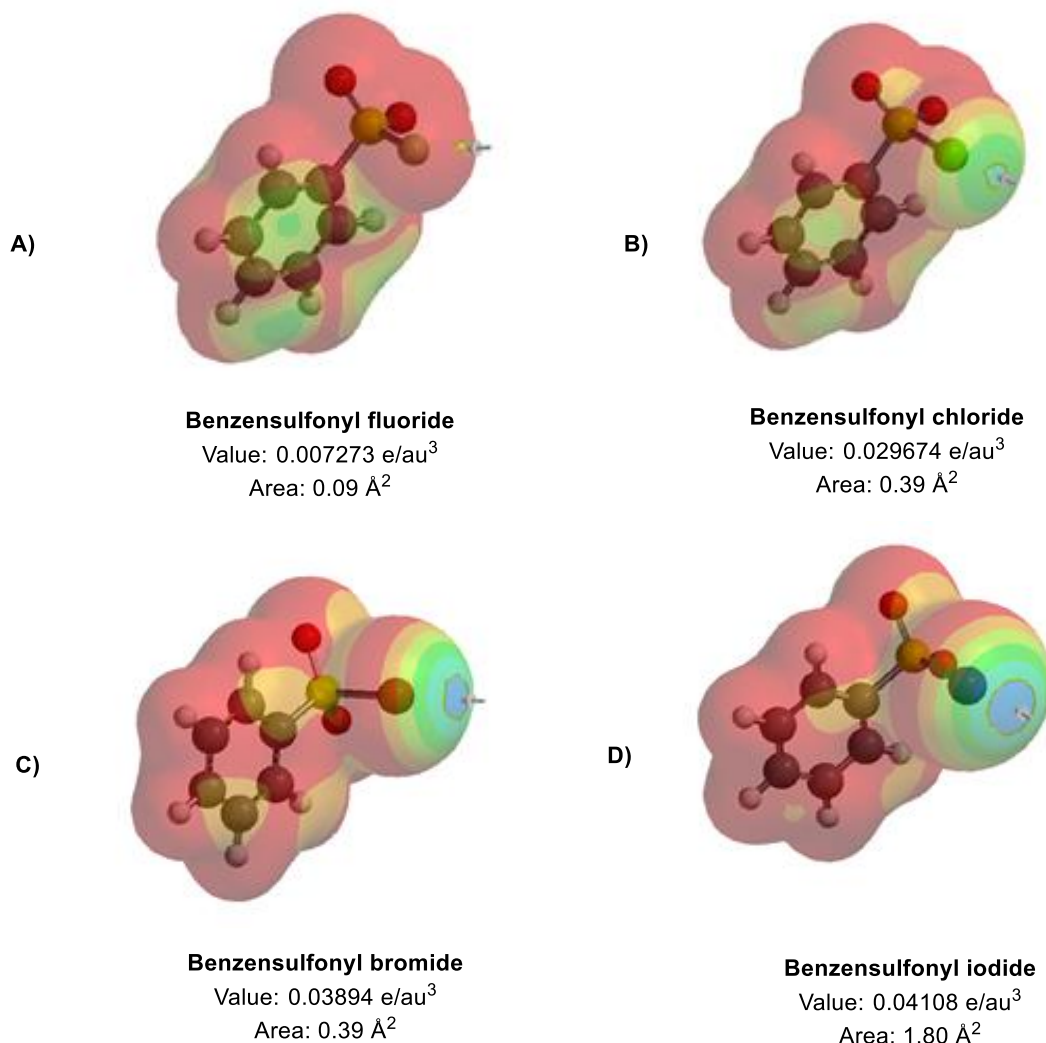 A)
B)
Benzensulfonyl fluoride
Value: 0.007273 e/au³
Area: 0.09 Å²
Benzensulfonyl chloride
Value: 0.029674 e/au³
Area: 0.39 Å²
C)
D)
Benzensulfonyl bromide
Value: 0.03894 e/au³
Area: 0.39 Å²
Benzensulfonyl iodide
Value: 0.04108 e/au³
Area: 1.80 Å²